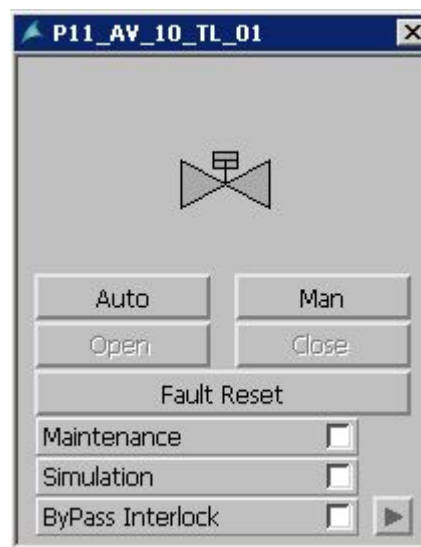 P11_AV_10_TL_01
Auto Man
Open Close
Fault Reset
Maintenance
Simulation
ByPass Interlock